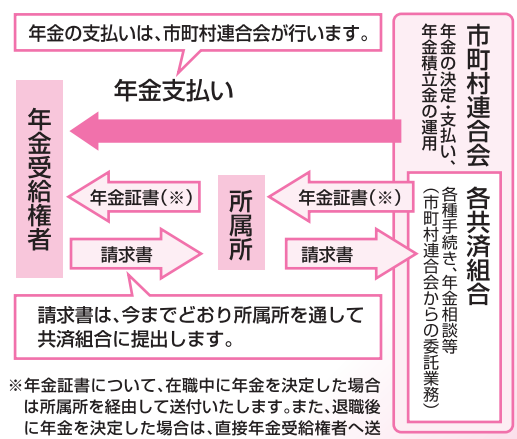 年金の支払いは、市町村連合会が行います。
年金支払い
市町村連合会
年金の決定・支払い、
年金積立金の運用
年金受給権者
年金証書(※)
所属所
年金証書(※)
各共済組合
各種手続き、年金相談等
(市町村連合会からの委託業務)
請求書
請求書
請求書は、今までどおり所属所を通して
共済組合に提出します。
※年金証書について、在職中に年金を決定した場合
は所属所を経由して送付いたします。また、退職後
に年金を決定した場合は、直接年金受給権者へ送